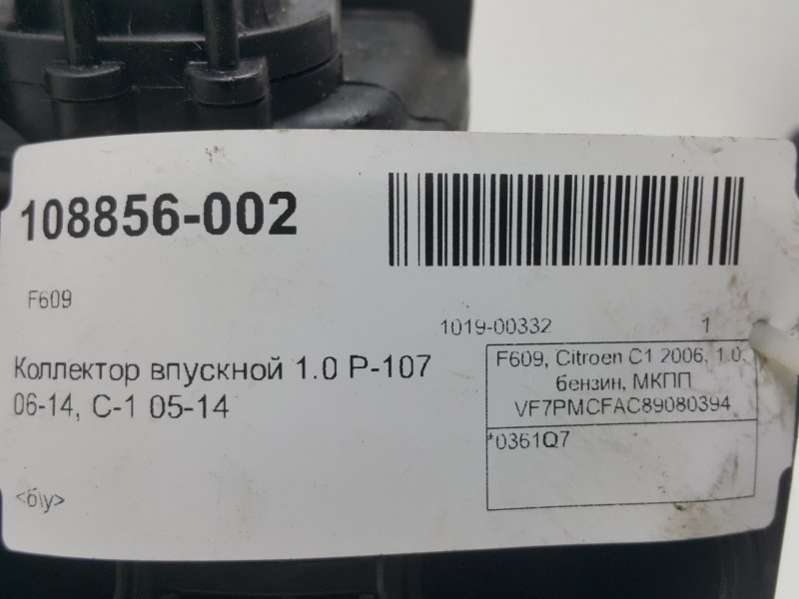 108856-002
F609
1019-00332 1
Коллектор впускной 1.0 P-107
06-14, C-1 05-14
F609, Citroen C1 2006, 1.0,
бензин, МКПП
VF7PMCFAC89080394
*0361Q7
<б\у>